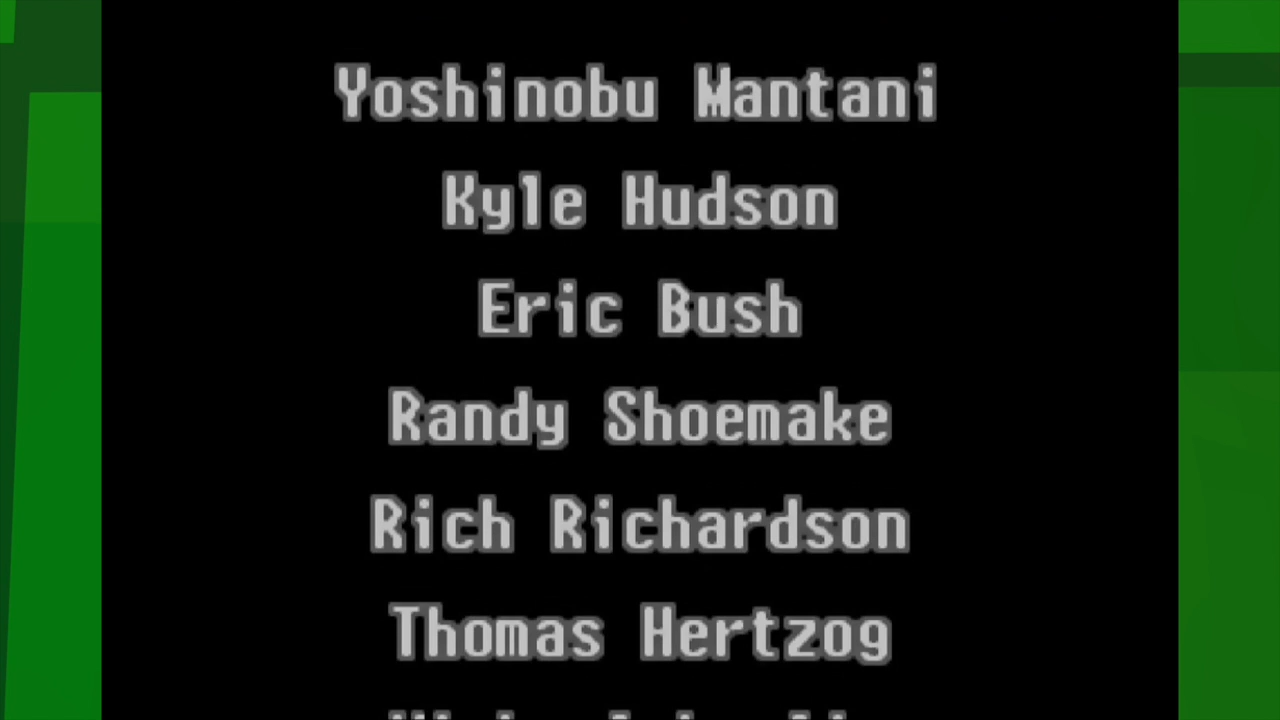 Yoshinobu Mantani
Kyle Hudson
Eric Bush
Randy Shoemake
Rich Richardson
Thomas Hertzog